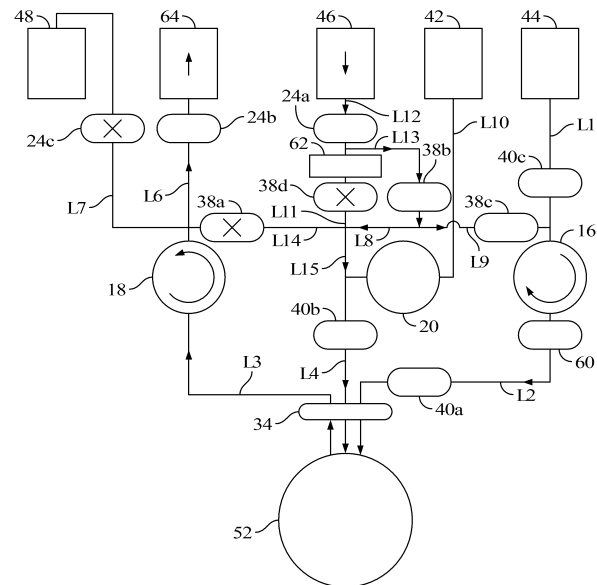 48 64 46 42 44
24a L12 L10
L13 L1
24c 24b 62 38b 40c
L7 L6 38a 38d 38c
L11 16
L14 L8 L9
L15
18 40b 20
60
L3 L4 L2
34 40a
52